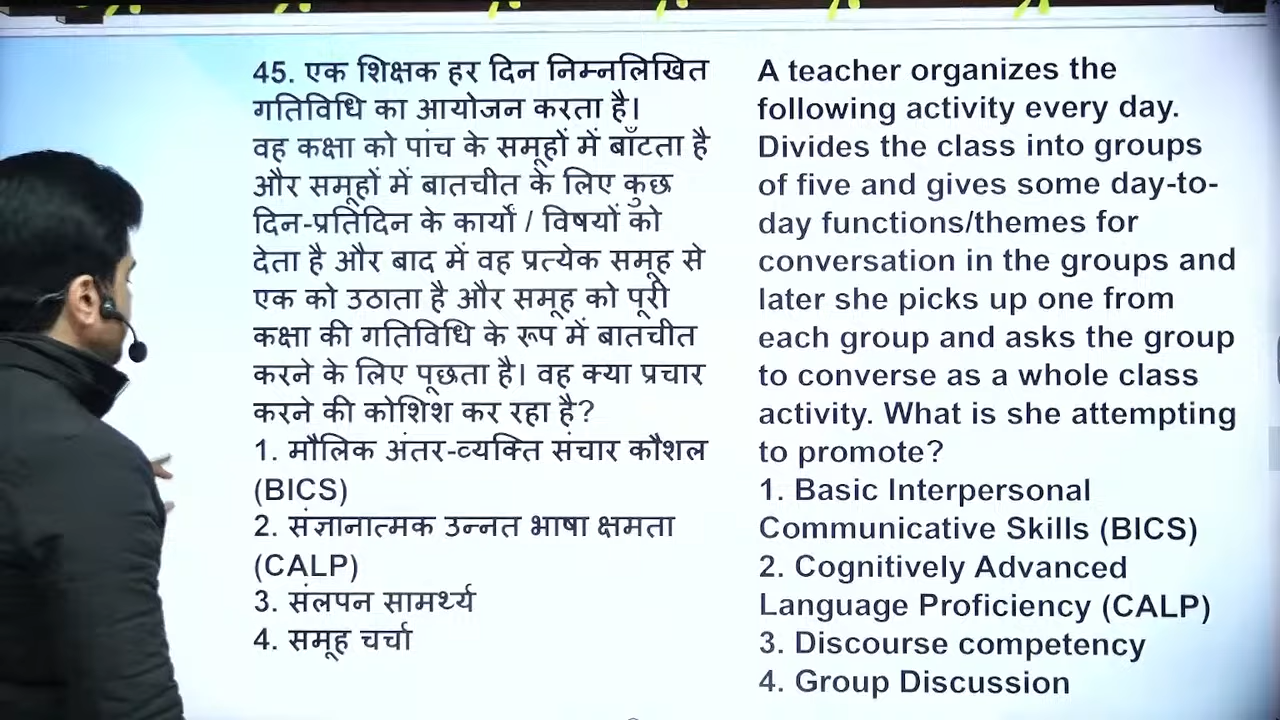 45. एक शिक्षक हर दिन निम्नलिखित
गतिविधि का आयोजन करता है।
वह कक्षा को पांच के समूहों में बाँटता है
और समूहों में बातचीत के लिए कुछ
दिन-प्रतिदिन के कार्यों / विषयों को
देता है और बाद में वह प्रत्येक समूह से
एक को उठाता है और समूह को पूरी
कक्षा की गतिविधि के रूप में बातचीत
करने के लिए पूछता है। वह क्या प्रचार
करने की कोशिश कर रहा है?
1. मौलिक अंतर-व्यक्ति संचार कौशल
(BICS)
2. संज्ञानात्मक उन्नत भाषा क्षमता
(CALP)
3. संलपन सामर्थ्य
4. समूह चर्चा
A teacher organizes the
following activity every day.
Divides the class into groups
of five and gives some day-to-
day functions/themes for
conversation in the groups and
later she picks up one from
each group and asks the group
to converse as a whole class
activity. What is she attempting
to promote?
1. Basic Interpersonal
Communicative Skills (BICS)
2. Cognitively Advanced
Language Proficiency (CALP)
3. Discourse competency
4. Group Discussion